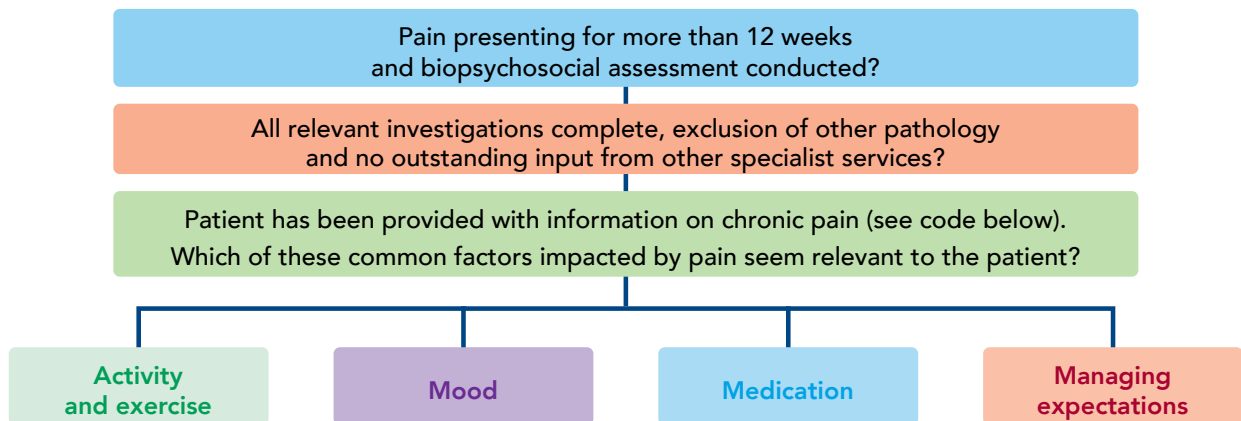 Pain presenting for more than 12 weeks
and biopsychosocial assessment conducted?
All relevant investigations complete, exclusion of other pathology
and no outstanding input from other specialist services?
Patient has been provided with information on chronic pain (see code below).
Which of these common factors impacted by pain seem relevant to the patient?
Activity
and exercise
Mood
Medication
Managing
expectations